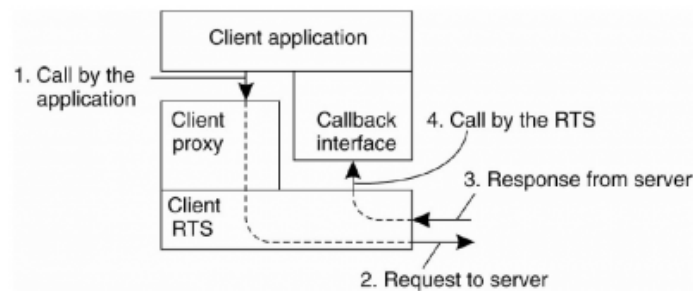 Client application
1. Call by the
application
Client
proxy
Callback
interface
4. Call by the RTS
3. Response from server
Client
RTS
2. Request to server